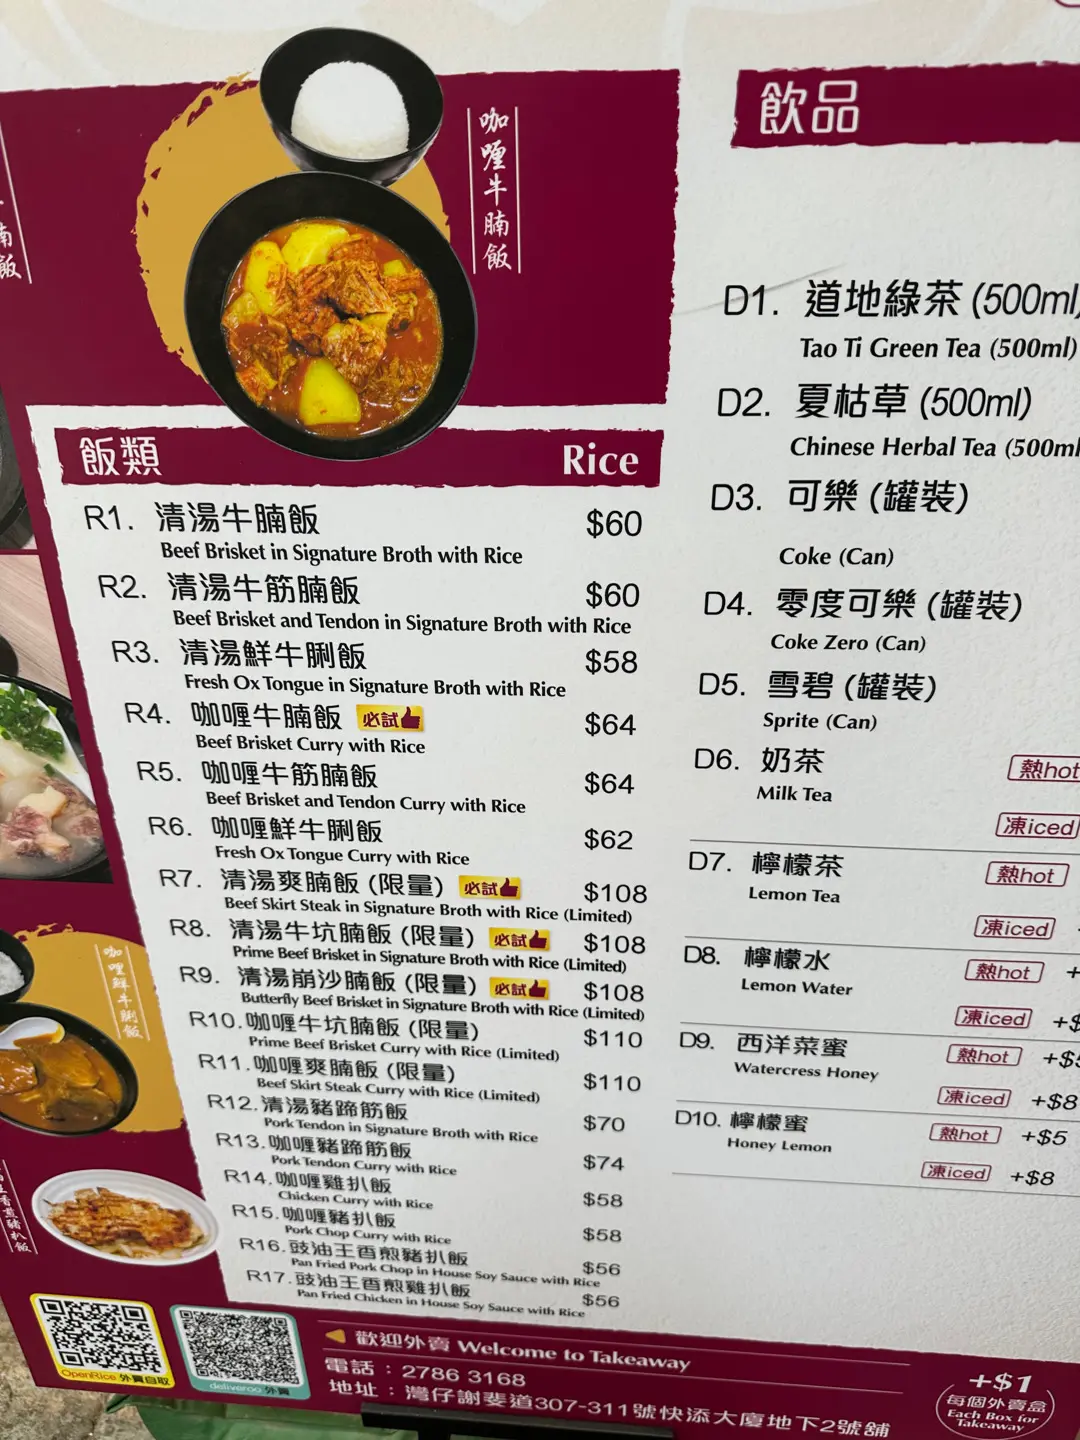 咖喱牛腩飯
飯類 Rice
R1. 清湯牛腩飯 $60
Beef Brisket in Signature Broth with Rice
R2. 清湯牛筋腩飯 $60
Beef Brisket and Tendon in Signature Broth with Rice
R3. 清湯鮮牛脷飯 $58
Fresh Ox Tongue in Signature Broth with Rice
R4. 咖喱牛腩飯 必試 $64
Beef Brisket Curry with Rice
R5. 咖喱牛筋腩飯 $64
Beef Brisket and Tendon Curry with Rice
R6. 咖喱鮮牛脷飯 $62
Fresh Ox Tongue Curry with Rice
R7. 清湯爽腩飯 (限量) 必試 $108
Beef Skirt Steak in Signature Broth with Rice (Limited)
R8. 清湯牛坑腩飯 (限量) 必試 $108
Prime Beef Brisket in Signature Broth with Rice (Limited)
R9. 清湯崩沙腩飯 (限量) 必試 $108
Butterfly Beef Brisket in Signature Broth with Rice (Limited)
R10. 咖喱牛坑腩飯 (限量) $110
Prime Beef Brisket Curry with Rice (Limited)
R11. 咖喱爽腩飯 (限量) $110
Beef Skirt Steak Curry with Rice (Limited)
R12. 清湯豬蹄筋飯 $70
Pork Tendon in Signature Broth with Rice
R13. 咖喱豬蹄筋飯 $74
Pork Tendon Curry with Rice
R14. 咖喱雞扒飯 $58
Chicken Curry with Rice
R15. 咖喱豬扒飯 $58
Pork Chop Curry with Rice
R16. 豉油王香煎豬扒飯 $56
Pan Fried Pork Chop in House Soy Sauce with Rice
R17. 豉油王香煎雞扒飯 $56
Pan Fried Chicken in House Soy Sauce with Rice
飲品
D1. 道地綠茶 (500ml)
Tao Ti Green Tea (500ml)
D2. 夏枯草 (500ml)
Chinese Herbal Tea (500ml
D3. 可樂 (罐裝)
Coke (Can)
D4. 零度可樂 (罐裝)
Coke Zero (Can)
D5. 雪碧 (罐裝)
Sprite (Can)
D6. 奶茶 熱hot
Milk Tea
凍iced
D7. 檸檬茶 熱hot
Lemon Tea
凍iced
D8. 檸檬水 熱hot +
Lemon Water
凍iced +$
D9. 西洋菜蜜 熱hot +$5
Watercress Honey
凍iced +$8
D10. 檸檬蜜 熱hot +$5
Honey Lemon
凍iced +$8
腩飯
咖喱鮮牛脷飯
香煎豬扒飯
OpenRice 外賣自取
deliveroo 外賣
歡迎外賣 Welcome to Takeaway
電話：2786 3168
地址：灣仔謝斐道307-311號快添大廈地下2號舖
+$1
每個外賣盒
Each Box for
Takeaway